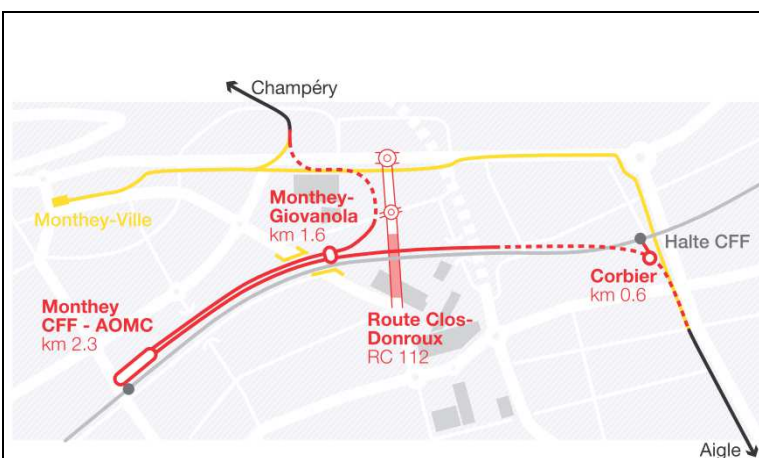 Champéry
Monthey-Ville
Monthey-
Giovanola
km 1.6
Halte CFF
Corbier
km 0.6
Monthey
CFF - AOMC
km 2.3
Route Clos-
Donroux
RC 112
Aigle